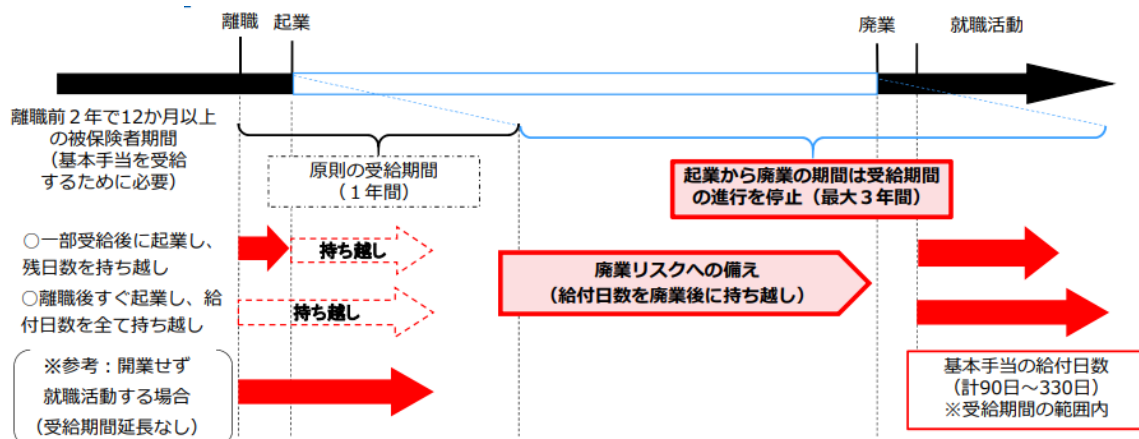 離職
起業
廃業
就職活動
離職前２年で12か月以上
の被保険者期間
（基本手当を受給
するために必要）
原則の受給期間
（１年間）
起業から廃業の期間は受給期間
の進行を停止（最大３年間）
○一部受給後に起業し、
残日数を持ち越し
持ち越し
廃業リスクへの備え
（給付日数を廃業後に持ち越し）
○離職後すぐ起業し、給
付日数を全て持ち越し
持ち越し
※参考：開業せず
就職活動する場合
（受給期間延長なし）
基本手当の給付日数
（計90日～330日）
※受給期間の範囲内